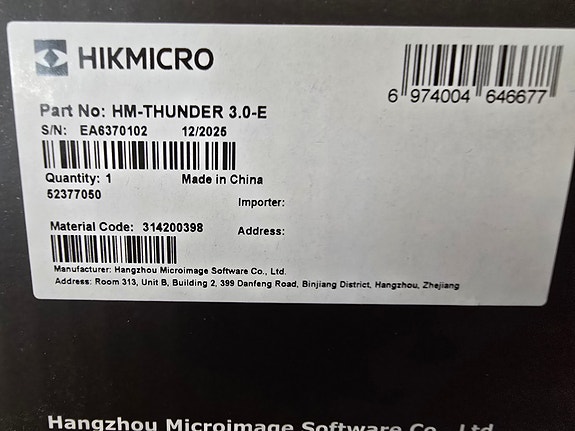 HIKMICRO
6 974004 646677
Part No: HM-THUNDER 3.0-E
S/N: EA6370102 12/2025
Quantity: 1 Made in China
52377050
Importer:
Material Code: 314200398
Address:
Manufacturer: Hangzhou Microimage Software Co., Ltd.
Address: Room 313, Unit B, Building 2, 399 Danfeng Road, Binjiang District, Hangzhou, Zhejiang
Hangzhou Microimage Software Co., Ltd